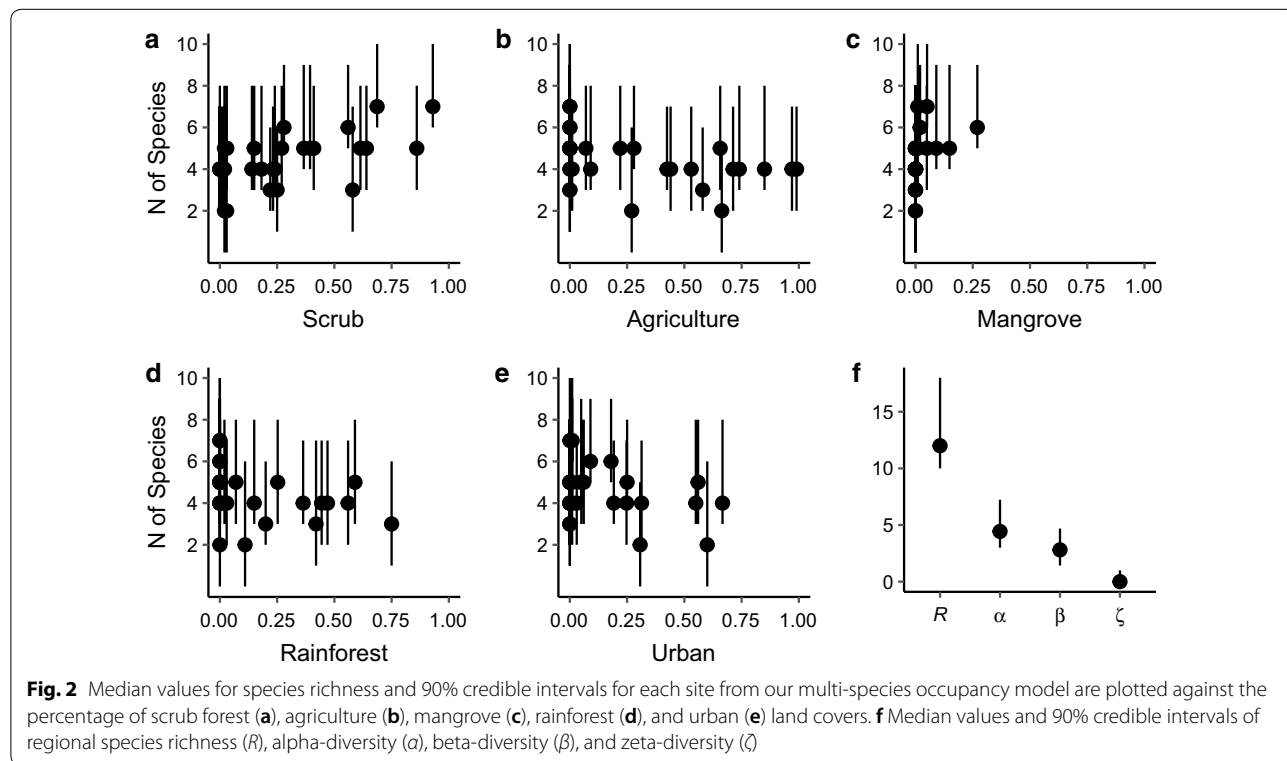 a
b
c
10
8
6
4
2
N of Species
0.00 0.25 0.50 0.75 1.00
Scrub
10
8
6
4
2
0.00 0.25 0.50 0.75 1.00
Agriculture
10
8
6
4
2
0.00 0.25 0.50 0.75 1.00
Mangrove
d
e
f
10
8
6
4
2
N of Species
0.00 0.25 0.50 0.75 1.00
Rainforest
10
8
6
4
2
0.00 0.25 0.50 0.75 1.00
Urban
15
10
5
0
R α β ζ
Fig. 2 Median values for species richness and 90% credible intervals for each site from our multi-species occupancy model are plotted against the
percentage of scrub forest (a), agriculture (b), mangrove (c), rainforest (d), and urban (e) land covers. f Median values and 90% credible intervals of
regional species richness (R), alpha-diversity (α), beta-diversity (β), and zeta-diversity (ζ)